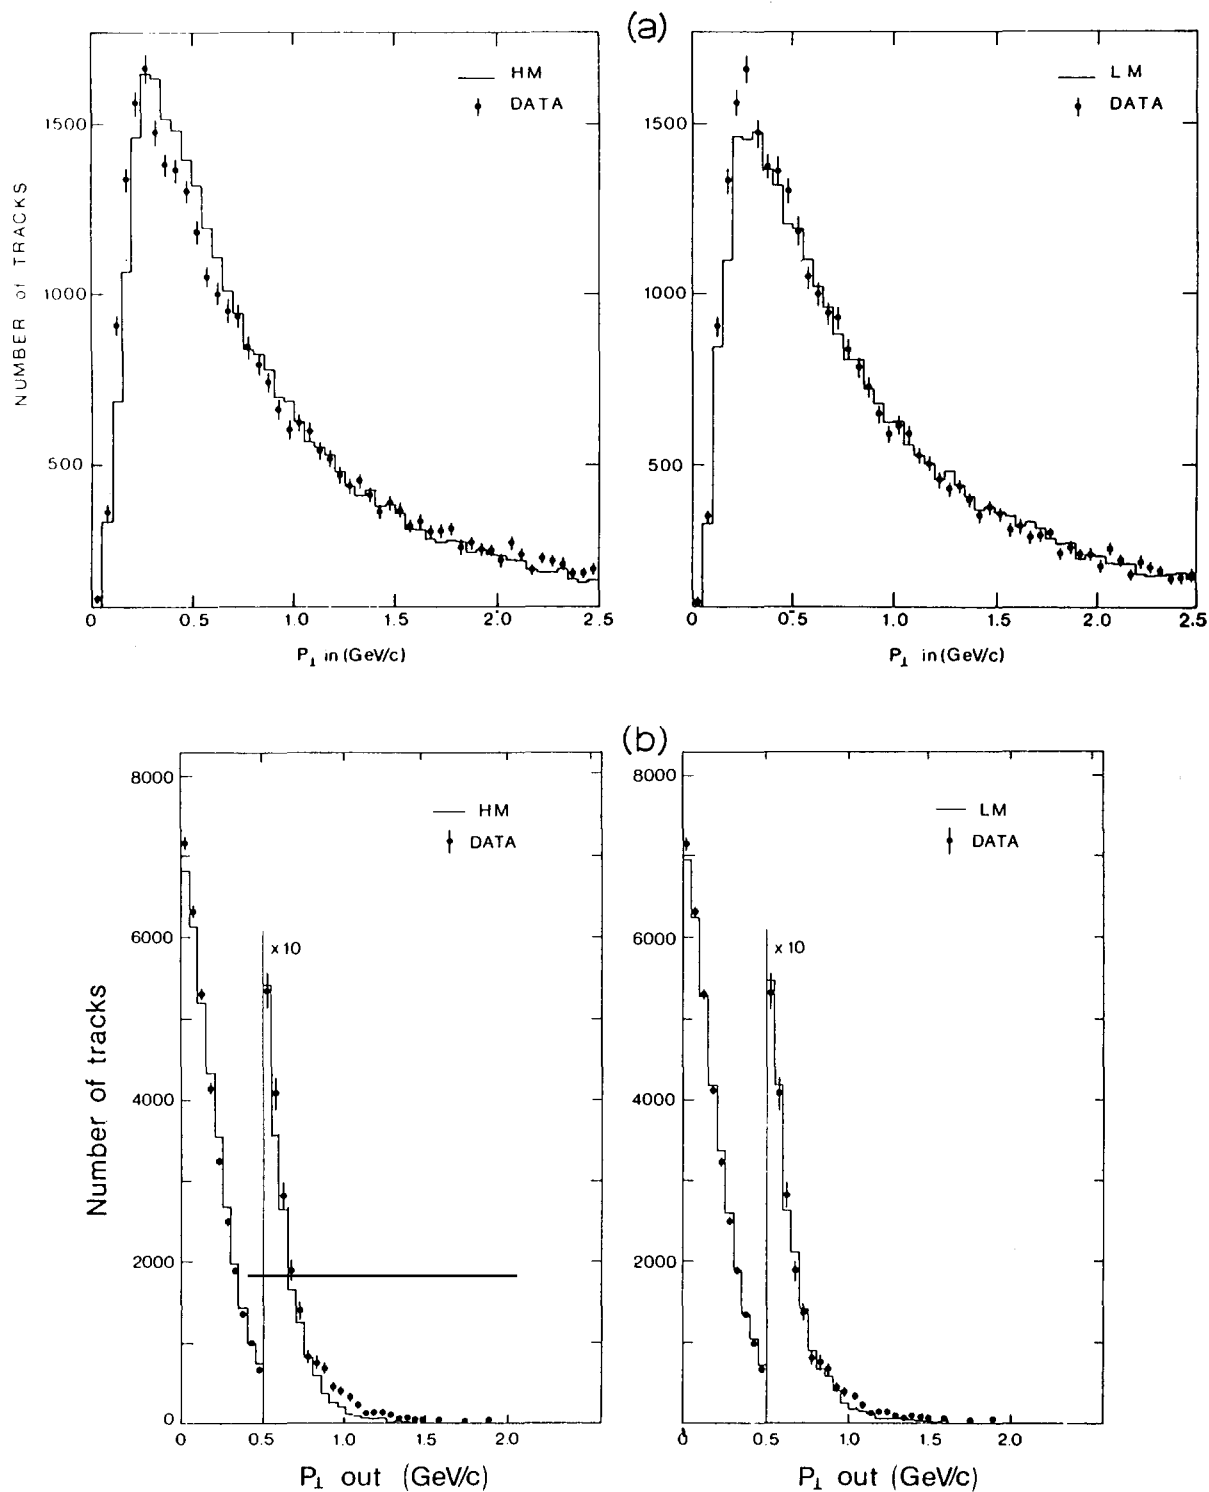 (a)
HM
DATA
1500
1000
500
NUMBER of TRACKS
0 0.5 1.0 1.5 2.0 2.5
P⊥ in (GeV/c)
LM
DATA
1500
1000
500
0 0.5 1.0 1.5 2.0 2.5
P⊥ in (GeV/c)
(b)
HM
DATA
8000
6000
4000
2000
0
x 10
Number of tracks
0 0.5 1.0 1.5 2.0
P⊥ out (GeV/c)
LM
DATA
8000
6000
4000
2000
x 10
0 0.5 1.0 1.5 2.0
P⊥ out (GeV/c)